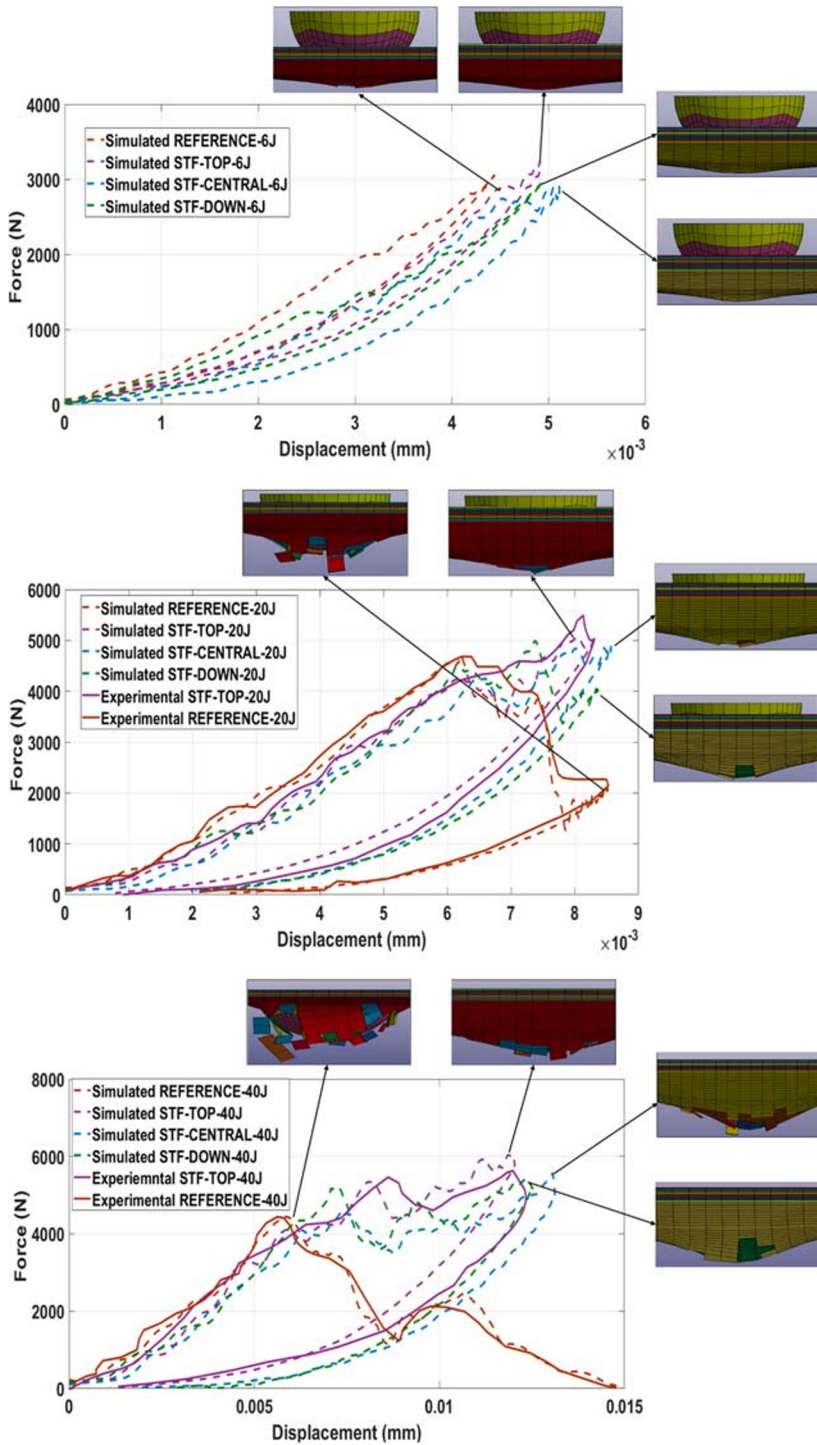 4000
3000
2000
1000
0
Force (N)
Simulated REFERENCE-6J
Simulated STF-TOP-6J
Simulated STF-CENTRAL-6J
Simulated STF-DOWN-6J
0 1 2 3 4 5 6
Displacement (mm)
×10-3
6000
5000
4000
3000
2000
1000
0
Force (N)
Simulated REFERENCE-20J
Simulated STF-TOP-20J
Simulated STF-CENTRAL-20J
Simulated STF-DOWN-20J
Experimental STF-TOP-20J
Experimental REFERENCE-20J
0 1 2 3 4 5 6 7 8 9
Displacement (mm)
×10-3
8000
6000
4000
2000
0
Force (N)
Simulated REFERENCE-40J
Simulated STF-TOP-40J
Simulated STF-CENTRAL-40J
Simulated STF-DOWN-40J
Experiemntal STF-TOP-40J
Experimental REFERENCE-40J
0 0.005 0.01 0.015
Displacement (mm)